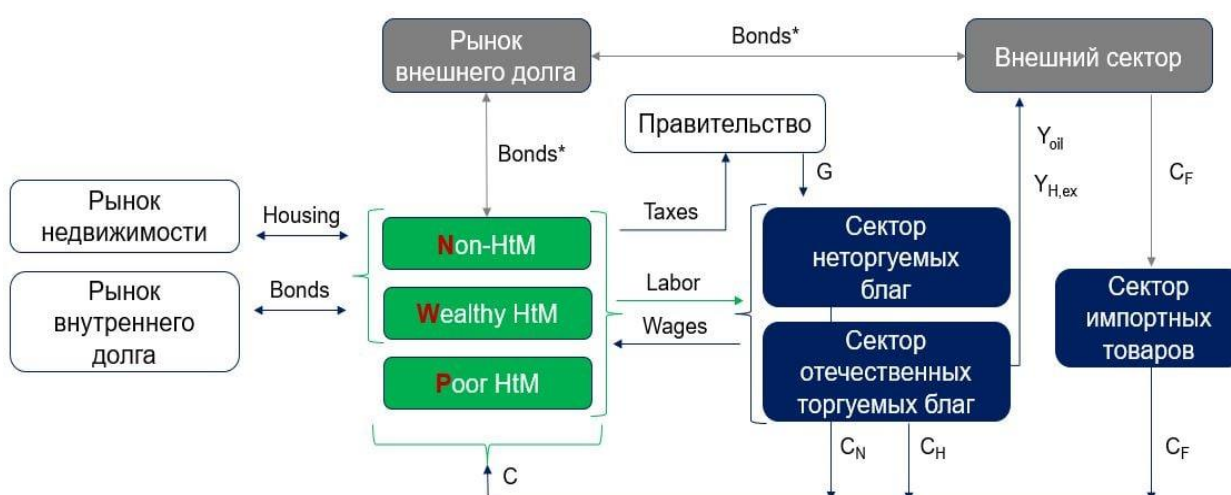 Рынок
внешнего долга
Bonds*
Внешний сектор
Правительство
Bonds*
G
Y_oil
Y_H,ex
C_F
Рынок
недвижимости
Housing
Non-HtM
Taxes
Сектор
неторгуемых
благ
Рынок
внутреннего
долга
Bonds
Wealthy HtM
Labor
Wages
Сектор
отечественных
торгуемых благ
Сектор
импортных
товаров
Poor HtM
C
C_N
C_H
C_F